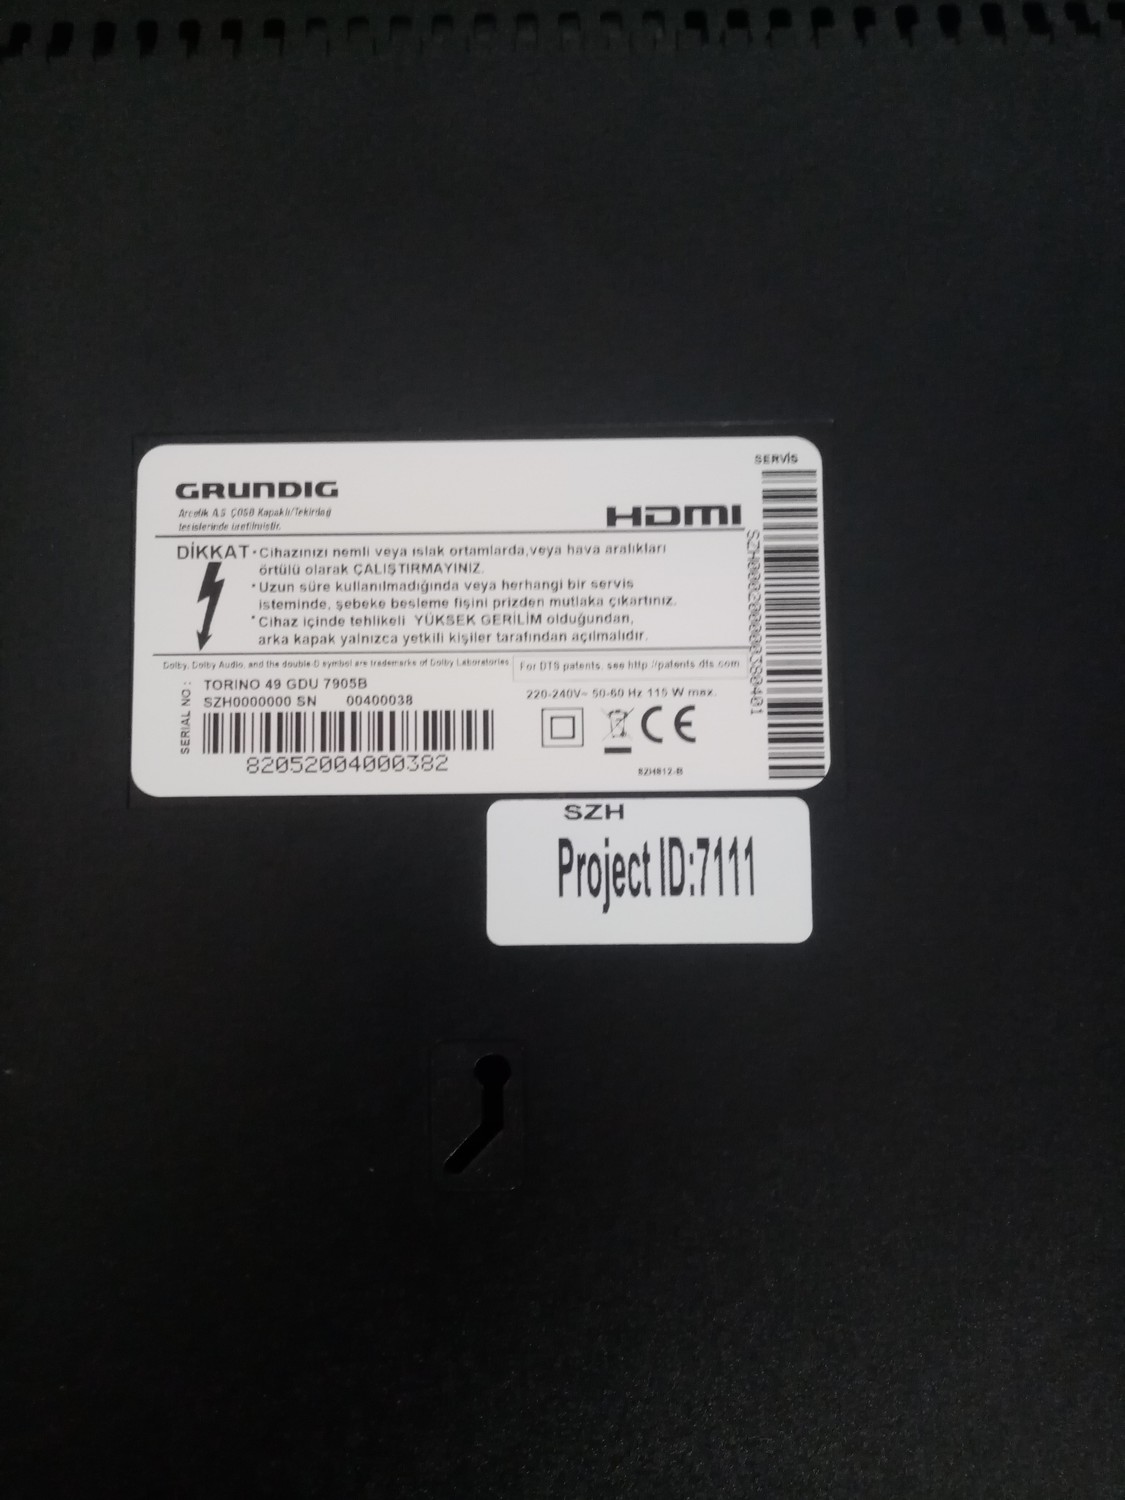 SERVİS
GRUNDIG
Arcelik A.S ÇOSB Kapaklı/Tekirdağ
tesislerinde üretilmiştir.
HDMI
DİKKAT • Cihazınızı nemli veya ıslak ortamlarda,veya hava aralıkları
örtülü olarak ÇALIŞTIRMAYINIZ.
• Uzun süre kullanılmadığında veya herhangi bir servis
isteminde, şebeke besleme fişini prizden mutlaka çıkartınız.
• Cihaz içinde tehlikeli YÜKSEK GERİLİM olduğundan,
arka kapak yalnızca yetkili kişiler tarafından açılmalıdır.
Dolby, Dolby Audio, and the double-D symbol are trademarks of Dolby Laboratories
For DTS patents, see http://patents.dts.com
SERIAL NO :
TORINO 49 GDU 7905B
SZH0000000 SN 00400038
82052004000382
220-240V~ 50-60 Hz 115 W max.
CE
SZH812-B
SZH
Project ID:7111